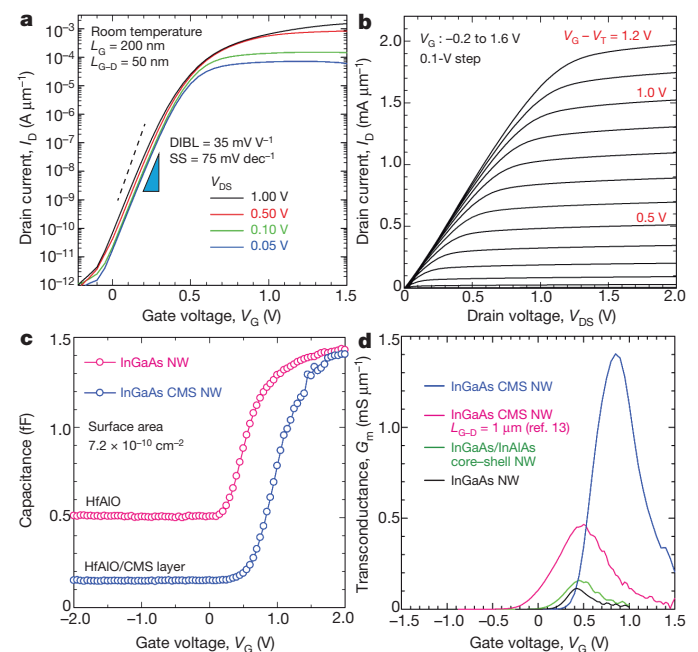 a
Room temperature
L_G = 200 nm
L_G–D = 50 nm
DIBL = 35 mV V⁻¹
SS = 75 mV dec⁻¹
V_DS
1.00 V
0.50 V
0.10 V
0.05 V
Drain current, I_D (A μm⁻¹)
10⁻³
10⁻⁴
10⁻⁵
10⁻⁶
10⁻⁷
10⁻⁸
10⁻⁹
10⁻¹⁰
10⁻¹¹
10⁻¹²
0 0.5 1.0 1.5
Gate voltage, V_G (V)
b
V_G : –0.2 to 1.6 V
0.1-V step
V_G – V_T = 1.2 V
1.0 V
0.5 V
Drain current, I_D (mA μm⁻¹)
2.0
1.5
1.0
0.5
0
0 0.5 1.0 1.5 2.0
Drain voltage, V_DS (V)
c
InGaAs NW
InGaAs CMS NW
Surface area
7.2 × 10⁻¹⁰ cm⁻²
HfAlO
HfAlO/CMS layer
Capacitance (fF)
1.5
1.0
0.5
0
–2.0 –1.0 0 1.0 2.0
Gate voltage, V_G (V)
d
InGaAs CMS NW
InGaAs CMS NW
L_G–D = 1 μm (ref. 13)
InGaAs/InAlAs
core–shell NW
InGaAs NW
Transconductance, G_m (mS μm⁻¹)
1.5
1.0
0.5
0
–1.5 –1.0 –0.5 0 0.5 1.0 1.5
Gate voltage, V_G (V)